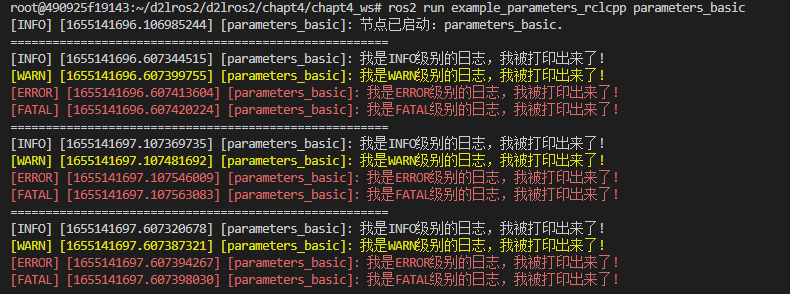 root@490925f19143:~/d2lros2/d2lros2/chapt4/chapt4_ws# ros2 run example_parameters_rclcpp parameters_basic
[INFO] [1655141696.106985244] [parameters_basic]: 节点已启动：parameters_basic.
======================================================
[INFO] [1655141696.607344515] [parameters_basic]: 我是INFO级别的日志，我被打印出来了!
[WARN] [1655141696.607399755] [parameters_basic]: 我是WARN级别的日志，我被打印出来了!
[ERROR] [1655141696.607413604] [parameters_basic]: 我是ERROR级别的日志，我被打印出来了!
[FATAL] [1655141696.607420224] [parameters_basic]: 我是FATAL级别的日志，我被打印出来了!
======================================================
[INFO] [1655141697.107369735] [parameters_basic]: 我是INFO级别的日志，我被打印出来了!
[WARN] [1655141697.107481692] [parameters_basic]: 我是WARN级别的日志，我被打印出来了!
[ERROR] [1655141697.107546009] [parameters_basic]: 我是ERROR级别的日志，我被打印出来了!
[FATAL] [1655141697.107563083] [parameters_basic]: 我是FATAL级别的日志，我被打印出来了!
======================================================
[INFO] [1655141697.607320678] [parameters_basic]: 我是INFO级别的日志，我被打印出来了!
[WARN] [1655141697.607387321] [parameters_basic]: 我是WARN级别的日志，我被打印出来了!
[ERROR] [1655141697.607394267] [parameters_basic]: 我是ERROR级别的日志，我被打印出来了!
[FATAL] [1655141697.607398030] [parameters_basic]: 我是FATAL级别的日志，我被打印出来了!